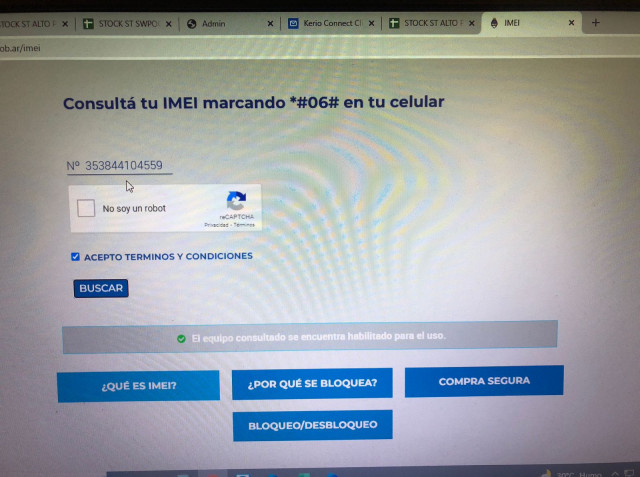 TOCK ST ALTO P
STOCK ST SWPO
Admin
Kerio Connect Cl
STOCK ST ALTO P
IMEI
ob.ar/imei
Consultá tu IMEI marcando *#06# en tu celular
Nº 353844104559
No soy un robot
reCAPTCHA
Privacidad - Términos
ACEPTO TERMINOS Y CONDICIONES
BUSCAR
El equipo consultado se encuentra habilitado para el uso.
¿QUÉ ES IMEI?
¿POR QUÉ SE BLOQUEA?
COMPRA SEGURA
BLOQUEO/DESBLOQUEO
30°C Humo